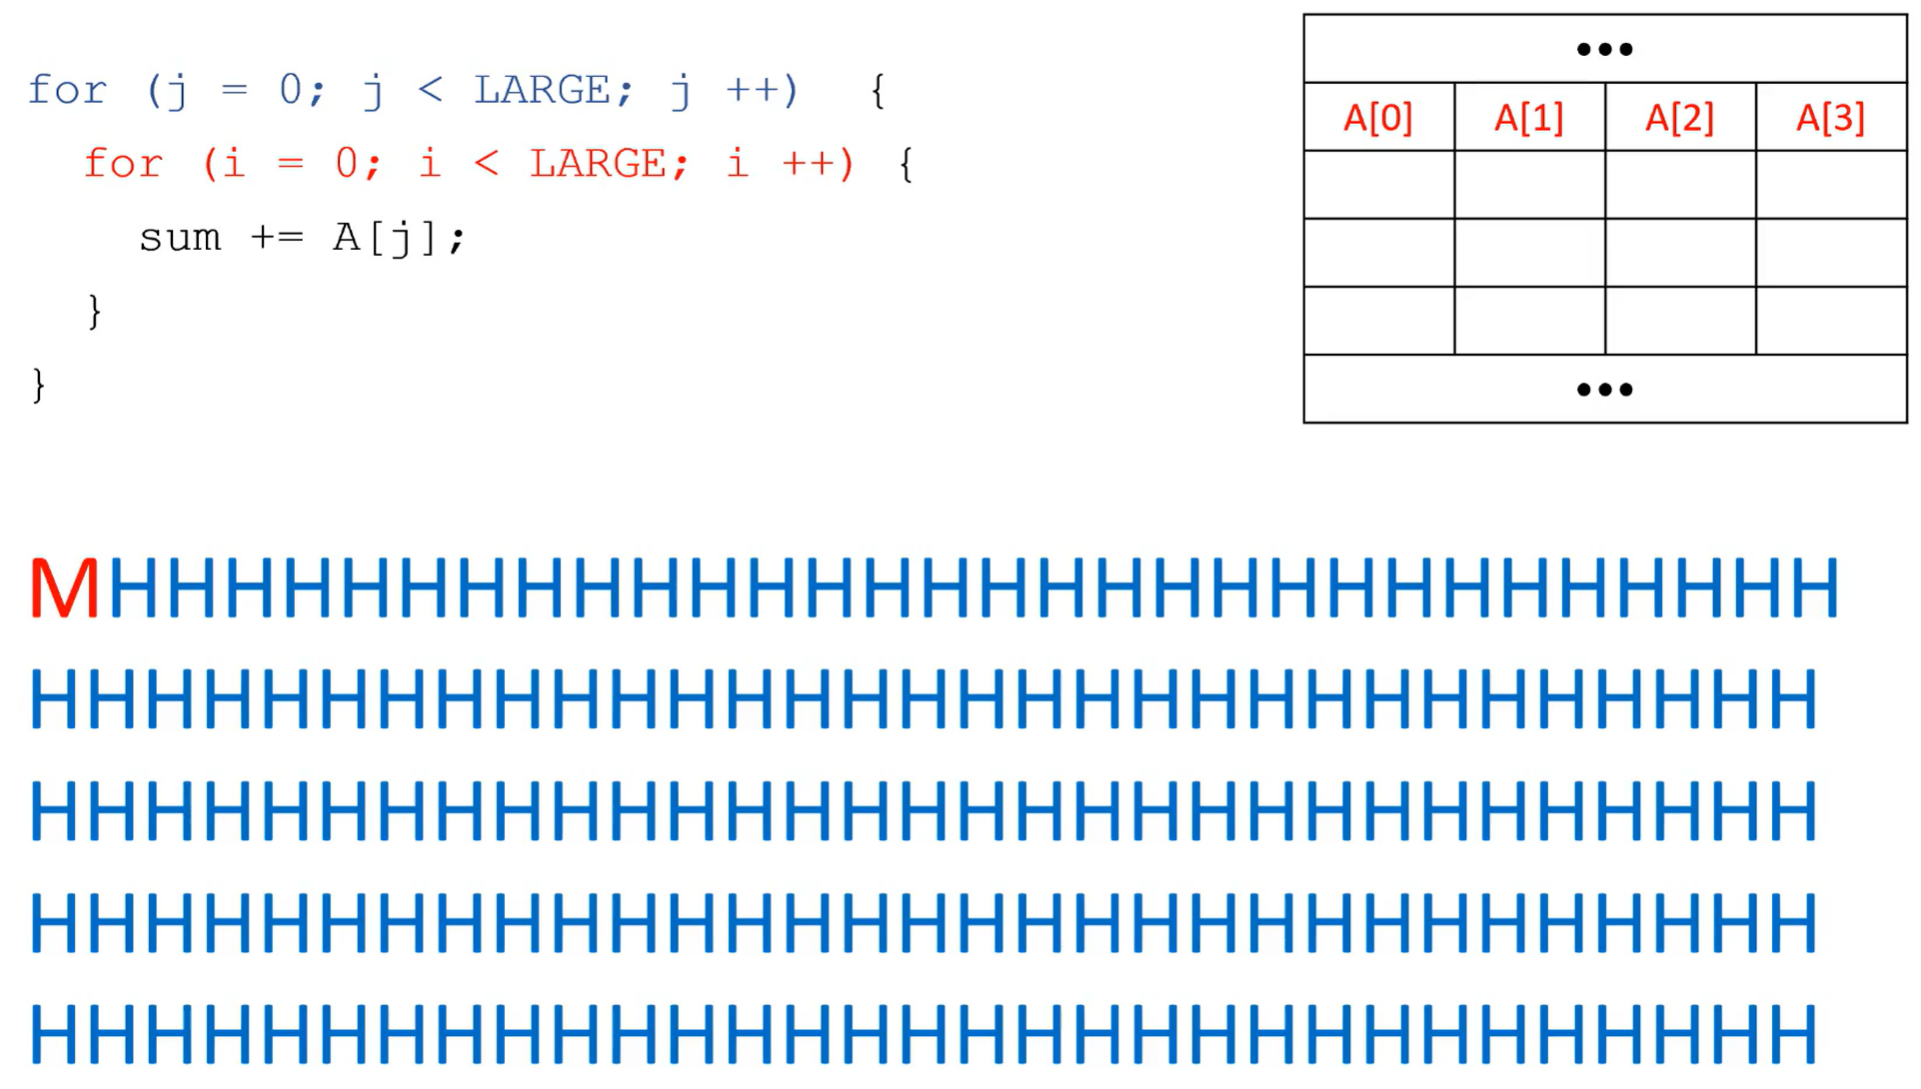 for (j = 0; j < LARGE; j ++) {
for (i = 0; i < LARGE; i ++) {
sum += A[j];
}
}
•••
A[0] A[1] A[2] A[3]
•••
MHHHHHHHHHHHHHHHHHHHHHHHHHHHHHH
HHHHHHHHHHHHHHHHHHHHHHHHHHHHHHH
HHHHHHHHHHHHHHHHHHHHHHHHHHHHHHH
HHHHHHHHHHHHHHHHHHHHHHHHHHHHHHH
HHHHHHHHHHHHHHHHHHHHHHHHHHHHHHH